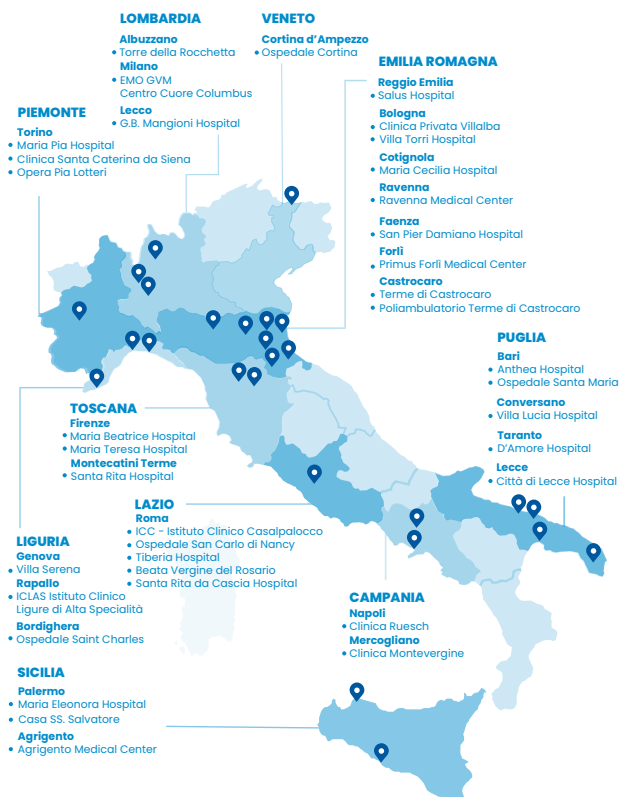 LOMBARDIA
Albuzzano
• Torre della Rocchetta
Milano
• EMO GVM
Centro Cuore Columbus
Lecco
• G.B. Mangioni Hospital
VENETO
Cortina d’Ampezzo
• Ospedale Cortina
EMILIA ROMAGNA
Reggio Emilia
• Salus Hospital
Bologna
• Clinica Privata Villalba
• Villa Torri Hospital
Cotignola
• Maria Cecilia Hospital
Ravenna
• Ravenna Medical Center
Faenza
• San Pier Damiano Hospital
Forlì
• Primus Forlì Medical Center
Castrocaro
• Terme di Castrocaro
• Poliambulatorio Terme di Castrocaro
PIEMONTE
Torino
• Maria Pia Hospital
• Clinica Santa Caterina da Siena
• Opera Pia Lotteri
PUGLIA
Bari
• Anthea Hospital
• Ospedale Santa Maria
Conversano
• Villa Lucia Hospital
Taranto
• D’Amore Hospital
Lecce
• Città di Lecce Hospital
TOSCANA
Firenze
• Maria Beatrice Hospital
• Maria Teresa Hospital
Montecatini Terme
• Santa Rita Hospital
LAZIO
Roma
• ICC - Istituto Clinico Casalpalocco
• Ospedale San Carlo di Nancy
• Tiberia Hospital
• Beata Vergine del Rosario
• Santa Rita da Cascia Hospital
LIGURIA
Genova
• Villa Serena
Rapallo
• ICLAS Istituto Clinico
Ligure di Alta Specialità
Bordighera
• Ospedale Saint Charles
CAMPANIA
Napoli
• Clinica Ruesch
Mercogliano
• Clinica Montevergine
SICILIA
Palermo
• Maria Eleonora Hospital
• Casa SS. Salvatore
Agrigento
• Agrigento Medical Center